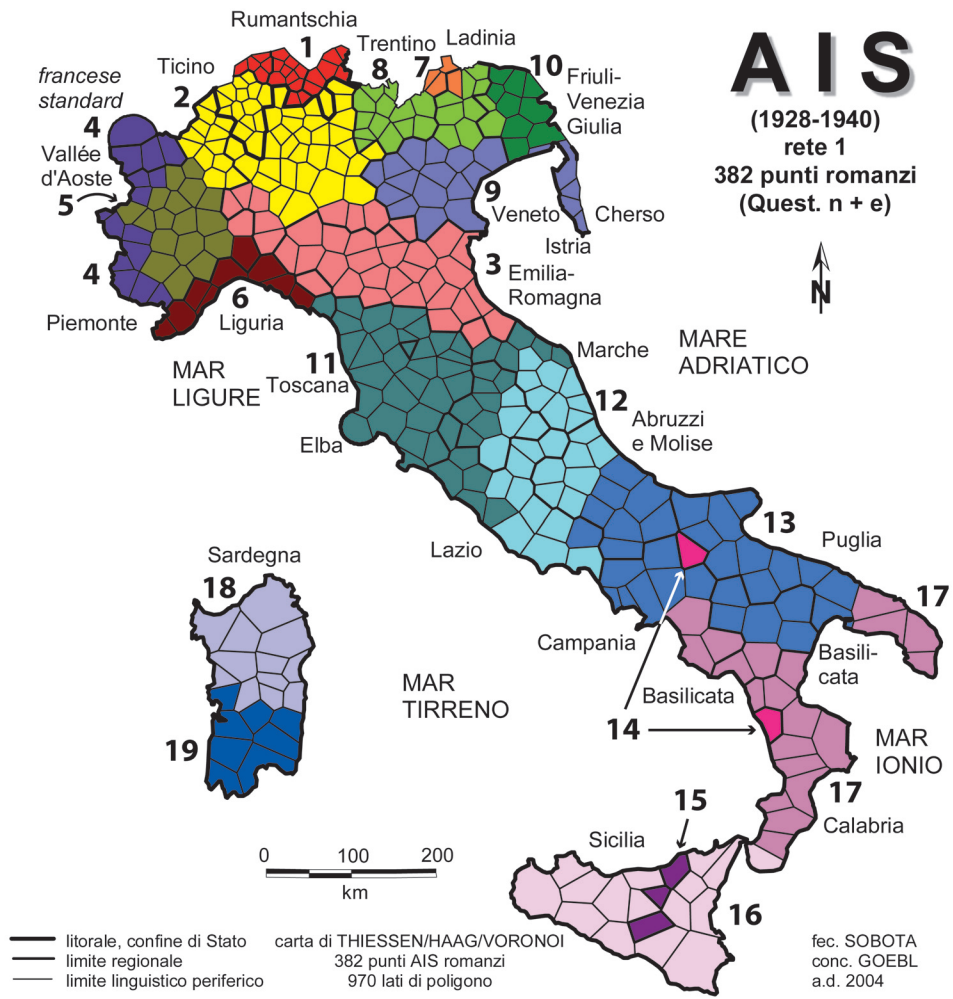 Rumantschia
1
Trentino
8
Ladinia
7
10
Friuli-
Venezia
Giulia
Ticino
2
francese
standard
4
Vallée
d'Aoste
5
4
Piemonte
6
Liguria
9
Veneto
Cherso
Istria
3
Emilia-
Romagna
A I S
(1928-1940)
rete 1
382 punti romanzi
(Quest. n + e)
N
MAR
LIGURE
MARE
ADRIATICO
11
Toscana
Elba
Marche
12
Abruzzi
e Molise
Lazio
13
Puglia
17
Sardegna
18
19
Campania
Basilicata
Basili-
cata
14
MAR
TIRRENO
MAR
IONIO
17
Calabria
15
Sicilia
16
0 100 200
km
litorale, confine di Stato
limite regionale
limite linguistico periferico
carta di THIESSEN/HAAG/VORONOI
382 punti AIS romanzi
970 lati di poligono
fec. SOBOTA
conc. GOEBL
a.d. 2004